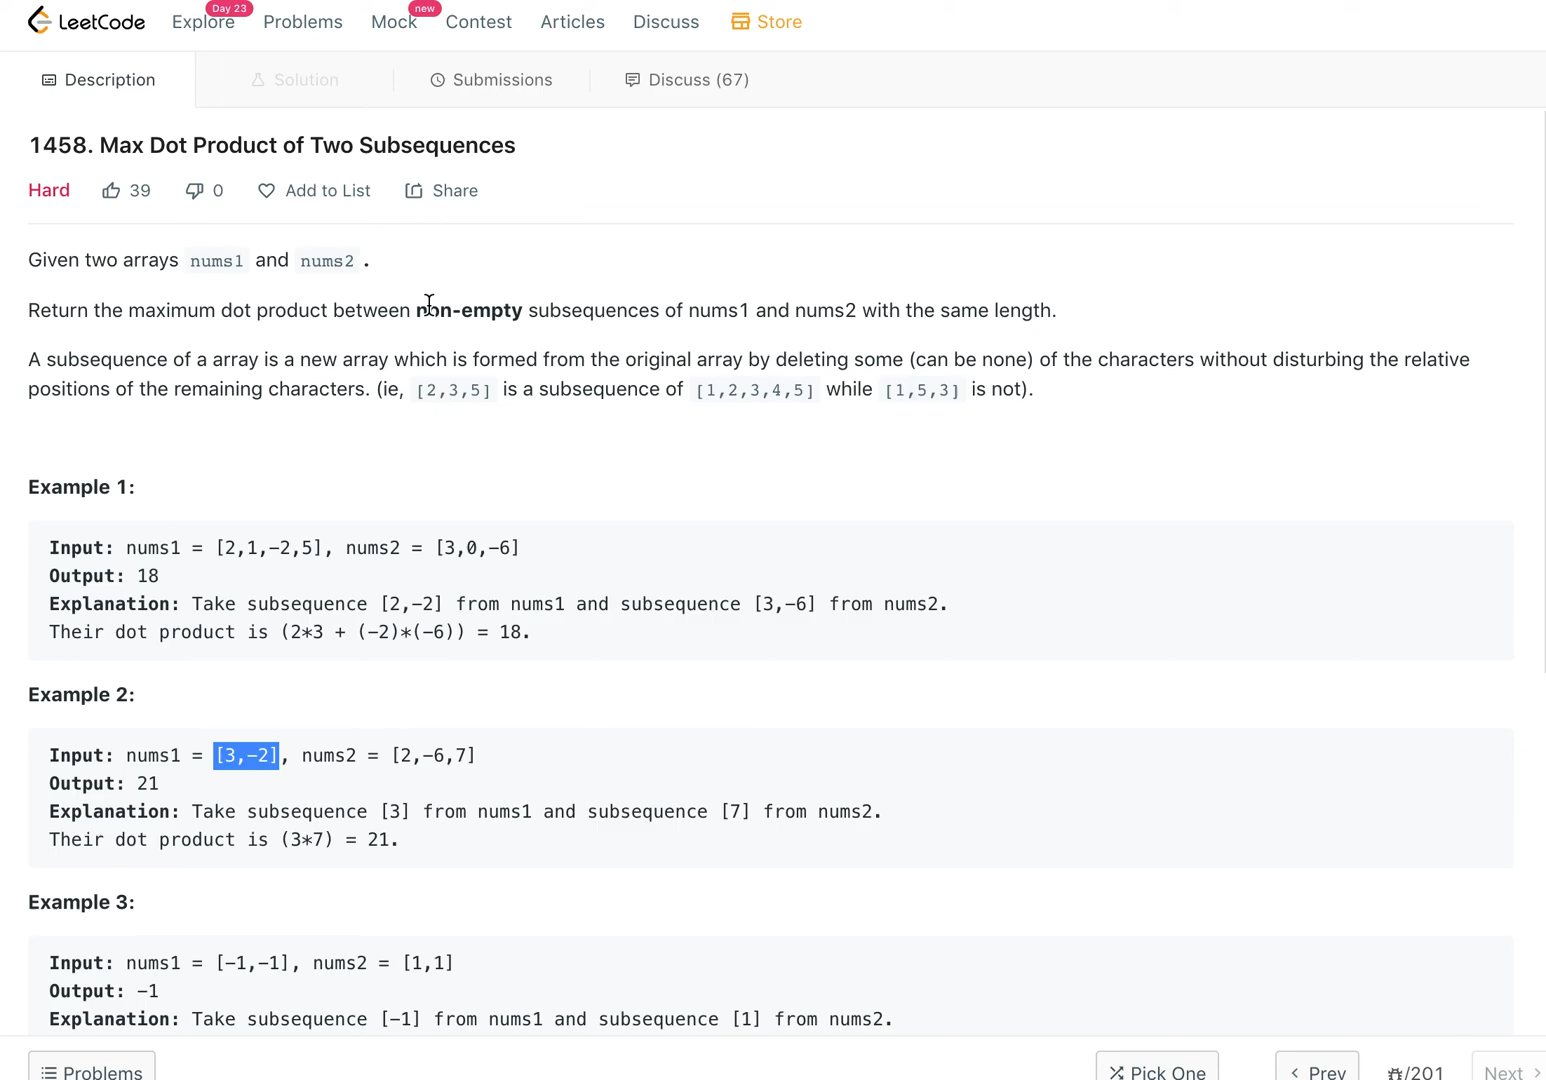 LeetCode Explore Day 23 Problems Mock new Contest Articles Discuss Store
Description Solution Submissions Discuss (67)
1458. Max Dot Product of Two Subsequences
Hard 39 0 Add to List Share
Given two arrays nums1 and nums2 .
Return the maximum dot product between non-empty subsequences of nums1 and nums2 with the same length.
A subsequence of a array is a new array which is formed from the original array by deleting some (can be none) of the characters without disturbing the relative
positions of the remaining characters. (ie, [2,3,5] is a subsequence of [1,2,3,4,5] while [1,5,3] is not).
Example 1:
Input: nums1 = [2,1,-2,5], nums2 = [3,0,-6]
Output: 18
Explanation: Take subsequence [2,-2] from nums1 and subsequence [3,-6] from nums2.
Their dot product is (2*3 + (-2)*(-6)) = 18.
Example 2:
Input: nums1 = [3,-2], nums2 = [2,-6,7]
Output: 21
Explanation: Take subsequence [3] from nums1 and subsequence [7] from nums2.
Their dot product is (3*7) = 21.
Example 3:
Input: nums1 = [-1,-1], nums2 = [1,1]
Output: -1
Explanation: Take subsequence [-1] from nums1 and subsequence [1] from nums2.
Problems Pick One < Prev /201 Next >